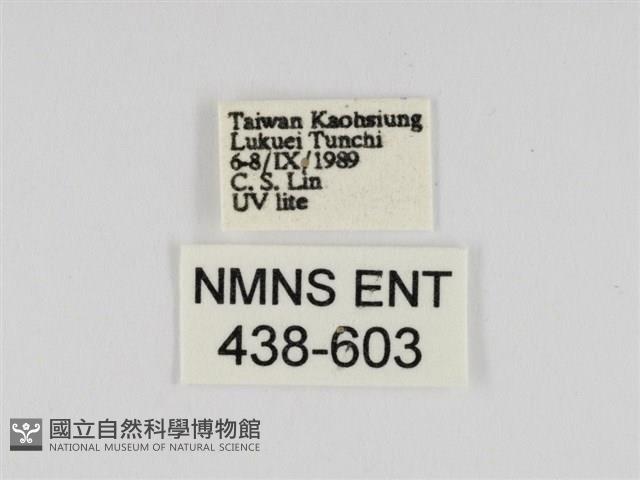 Taiwan Kaohsiung
Lukuei Tunchi
6-8/IX/1989
C. S. Lin
UV lite
NMNS ENT
438-603
國立自然科學博物館
NATIONAL MUSEUM OF NATURAL SCIENCE